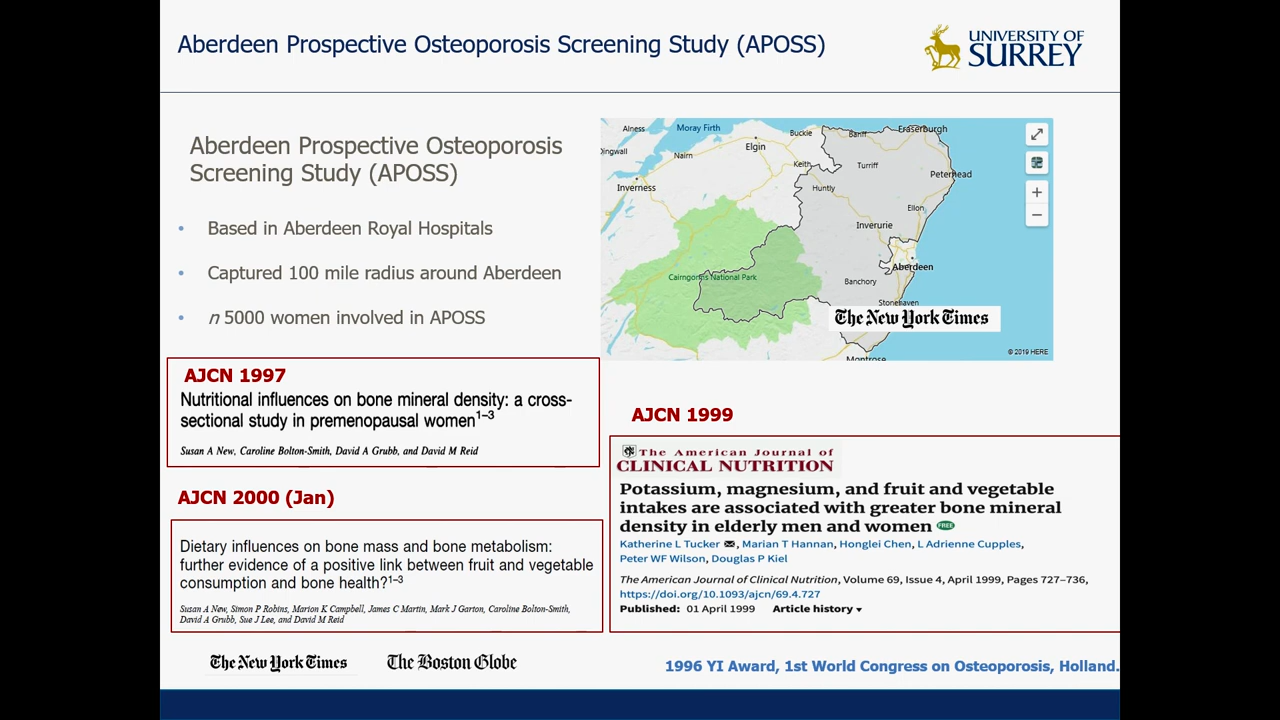 Aberdeen Prospective Osteoporosis Screening Study (APOSS)
UNIVERSITY OF
SURREY
Aberdeen Prospective Osteoporosis
Screening Study (APOSS)
• Based in Aberdeen Royal Hospitals
• Captured 100 mile radius around Aberdeen
• n 5000 women involved in APOSS
Alness
Moray Firth
Buckie
Banff
Fraserburgh
Dingwall
Nairn
Elgin
Keith
Turriff
Peterhead
Inverness
Huntly
Ellon
Inverurie
Aberdeen
Cairngorms National Park
Banchory
Stonehaven
The New York Times
Montrose
© 2019 HERE
AJCN 1997
Nutritional influences on bone mineral density: a cross-
sectional study in premenopausal women1–3
Susan A New, Caroline Bolton-Smith, David A Grubb, and David M Reid
AJCN 2000 (Jan)
Dietary influences on bone mass and bone metabolism:
further evidence of a positive link between fruit and vegetable
consumption and bone health?1–3
Susan A New, Simon P Robins, Marion K Campbell, James C Martin, Mark J Garton, Caroline Bolton-Smith,
David A Grubb, Sue J Lee, and David M Reid
AJCN 1999
The American Journal of
CLINICAL NUTRITION
Potassium, magnesium, and fruit and vegetable
intakes are associated with greater bone mineral
density in elderly men and women FREE
Katherine L Tucker, Marian T Hannan, Honglei Chen, L Adrienne Cupples,
Peter WF Wilson, Douglas P Kiel
The American Journal of Clinical Nutrition, Volume 69, Issue 4, April 1999, Pages 727–736,
https://doi.org/10.1093/ajcn/69.4.727
Published: 01 April 1999 Article history
The New York Times
The Boston Globe
1996 YI Award, 1st World Congress on Osteoporosis, Holland.